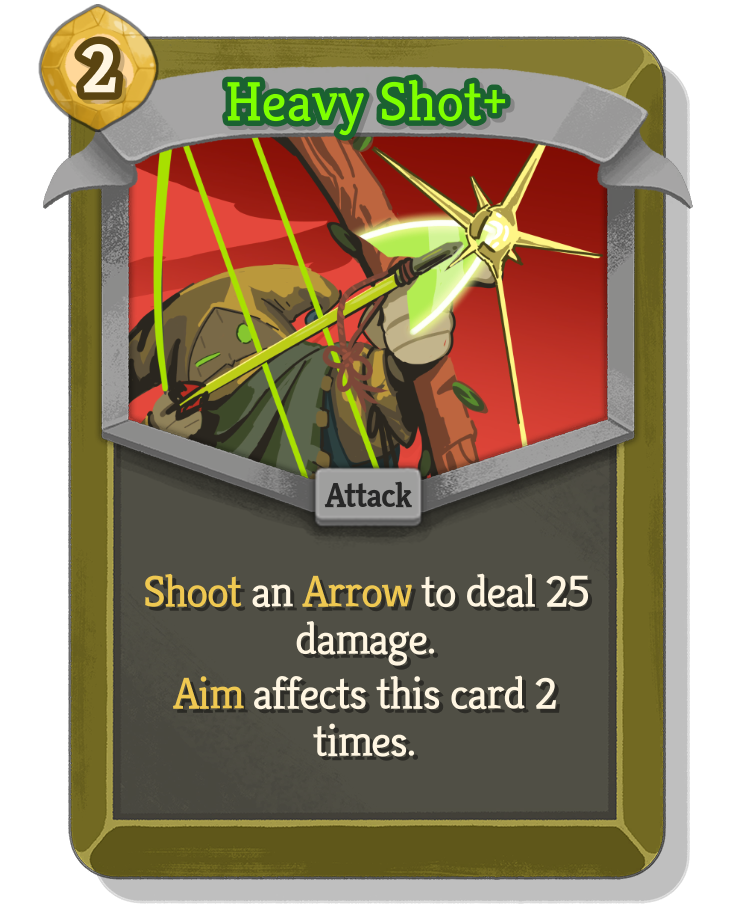 2
Heavy Shot+
Attack
Shoot an Arrow to deal 25
damage.
Aim affects this card 2
times.